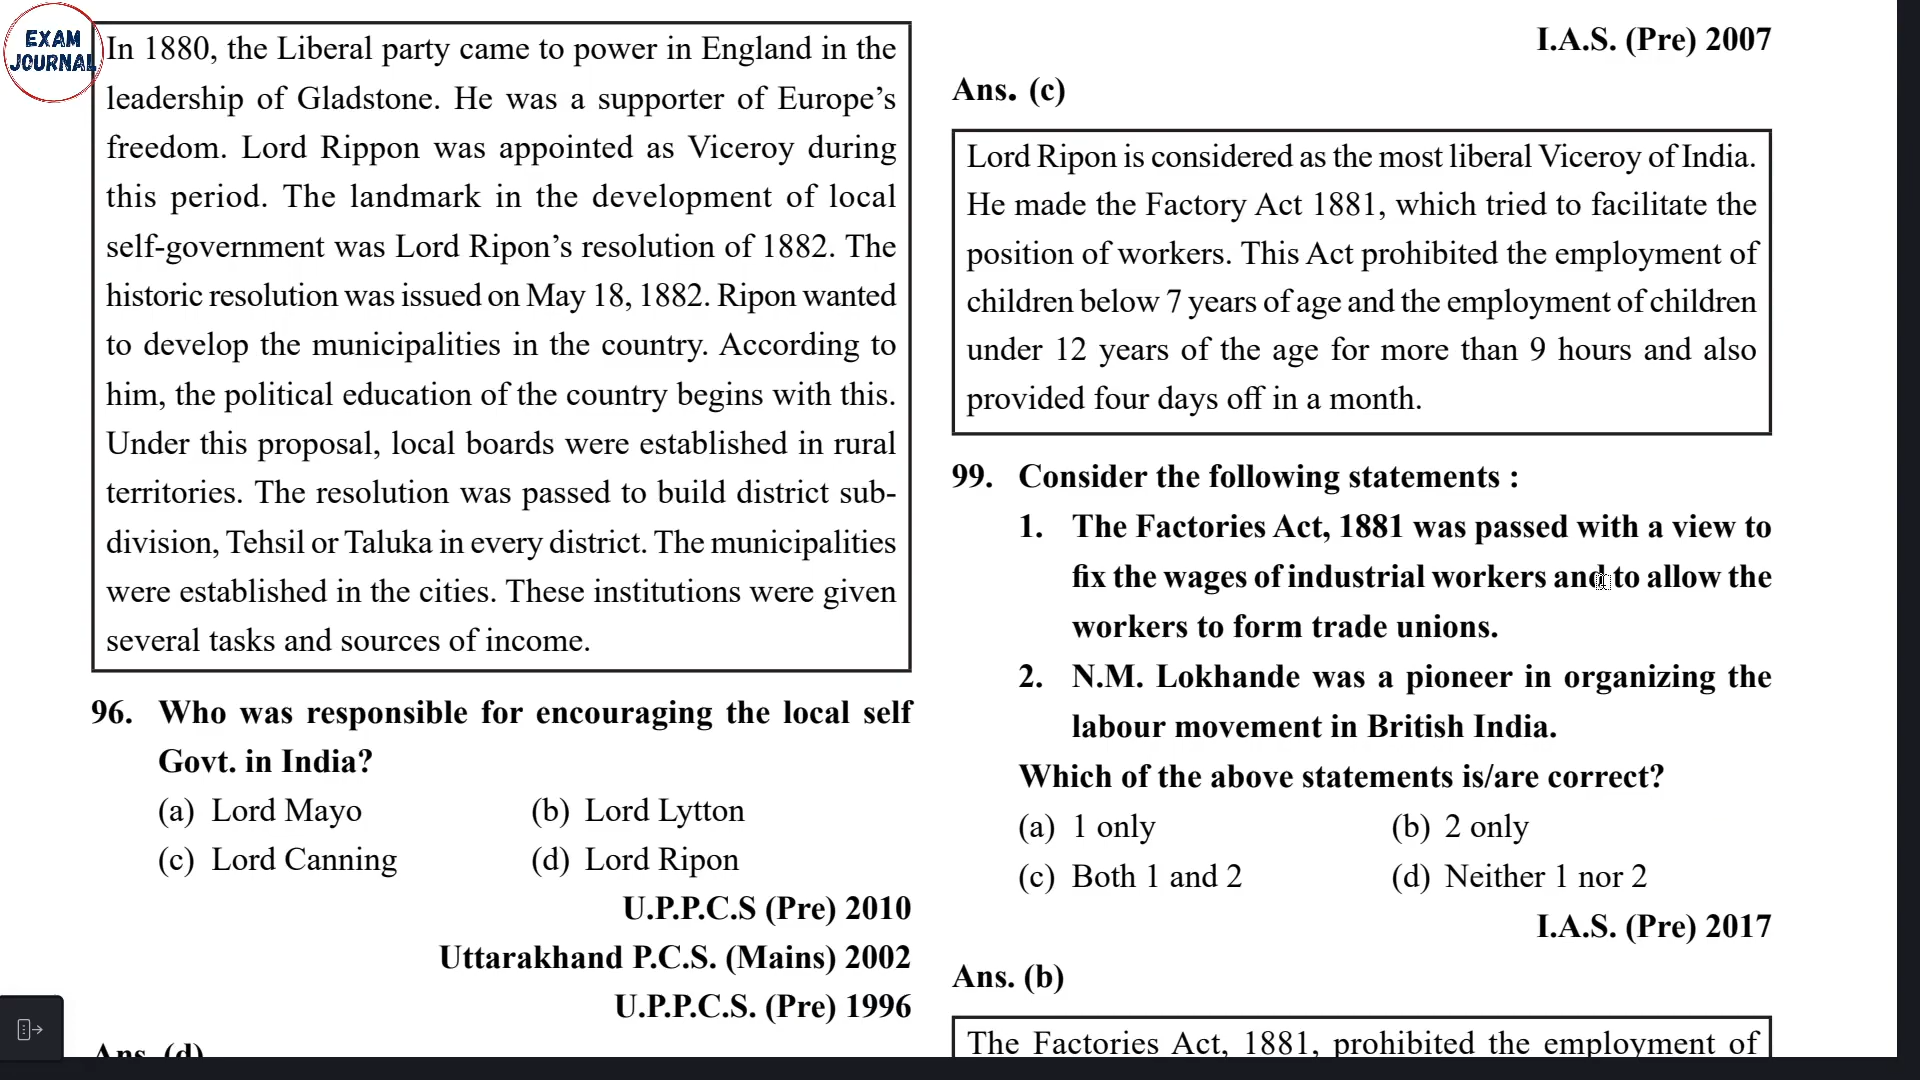 EXAM
JOURNAL
In 1880, the Liberal party came to power in England in the
leadership of Gladstone. He was a supporter of Europe’s
freedom. Lord Rippon was appointed as Viceroy during
this period. The landmark in the development of local
self-government was Lord Ripon’s resolution of 1882. The
historic resolution was issued on May 18, 1882. Ripon wanted
to develop the municipalities in the country. According to
him, the political education of the country begins with this.
Under this proposal, local boards were established in rural
territories. The resolution was passed to build district sub-
division, Tehsil or Taluka in every district. The municipalities
were established in the cities. These institutions were given
several tasks and sources of income.
96. Who was responsible for encouraging the local self
Govt. in India?
(a) Lord Mayo (b) Lord Lytton
(c) Lord Canning (d) Lord Ripon
U.P.P.C.S (Pre) 2010
Uttarakhand P.C.S. (Mains) 2002
U.P.P.C.S. (Pre) 1996
Ans. (d)
I.A.S. (Pre) 2007
Ans. (c)
Lord Ripon is considered as the most liberal Viceroy of India.
He made the Factory Act 1881, which tried to facilitate the
position of workers. This Act prohibited the employment of
children below 7 years of age and the employment of children
under 12 years of the age for more than 9 hours and also
provided four days off in a month.
99. Consider the following statements :
1. The Factories Act, 1881 was passed with a view to
fix the wages of industrial workers and to allow the
workers to form trade unions.
2. N.M. Lokhande was a pioneer in organizing the
labour movement in British India.
Which of the above statements is/are correct?
(a) 1 only (b) 2 only
(c) Both 1 and 2 (d) Neither 1 nor 2
I.A.S. (Pre) 2017
Ans. (b)
The Factories Act, 1881, prohibited the employment of